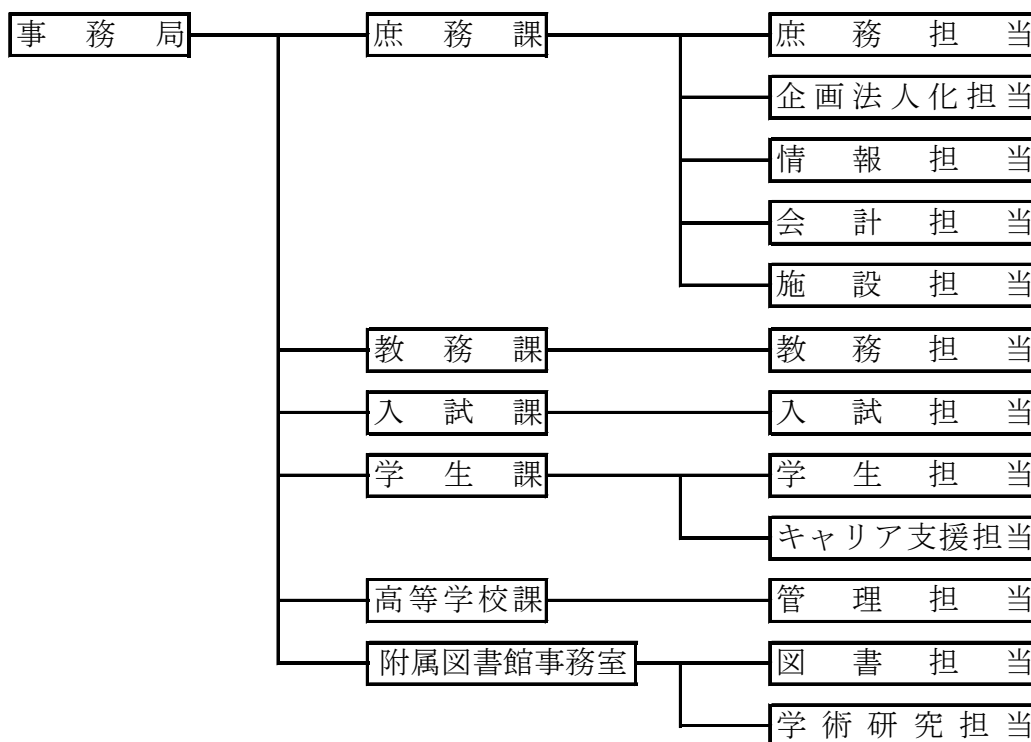 事務局 庶務課 庶務担当
企画法人化担当
情報担当
会計担当
施設担当
教務課 教務担当
入試課 入試担当
学生課 学生担当
キャリア支援担当
高等学校課 管理担当
附属図書館事務室 図書担当
学術研究担当